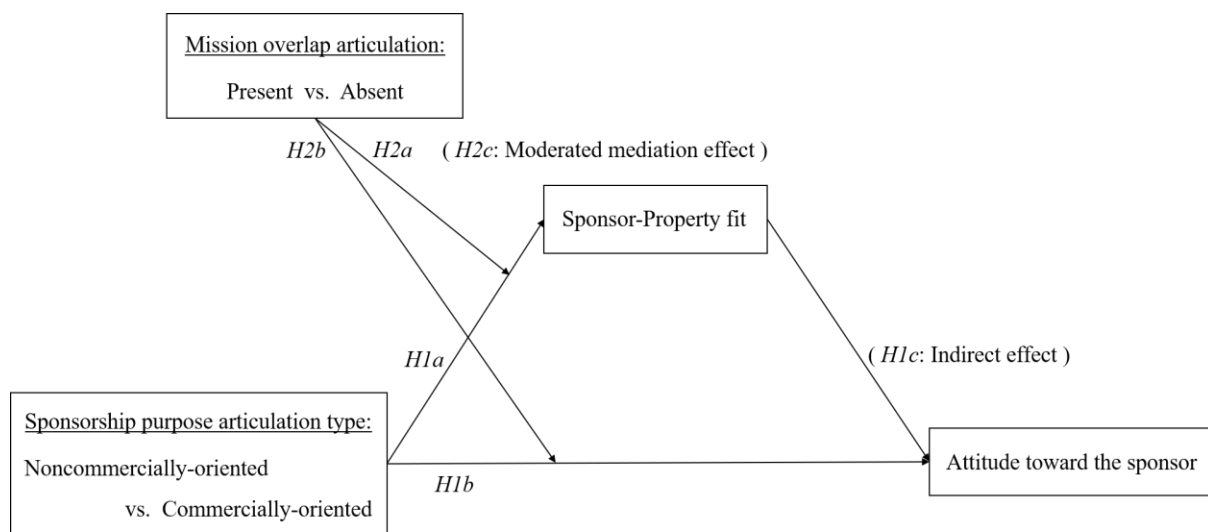 Mission overlap articulation:
Present vs. Absent
H2b
H2a
( H2c: Moderated mediation effect )
Sponsor-Property fit
H1a
( H1c: Indirect effect )
Sponsorship purpose articulation type:
Noncommercially-oriented
vs. Commercially-oriented
H1b
Attitude toward the sponsor